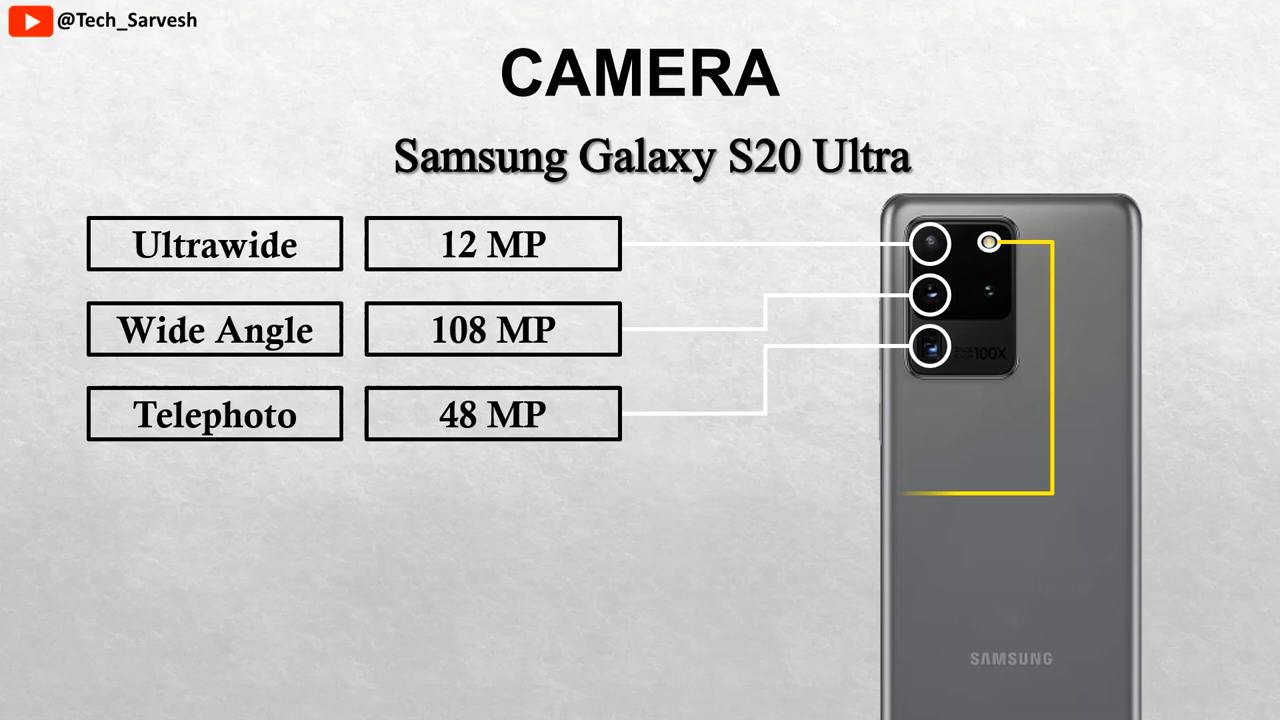 @Tech_Sarvesh
CAMERA
Samsung Galaxy S20 Ultra
Ultrawide 12 MP
Wide Angle 108 MP
Telephoto 48 MP
100X
SAMSUNG